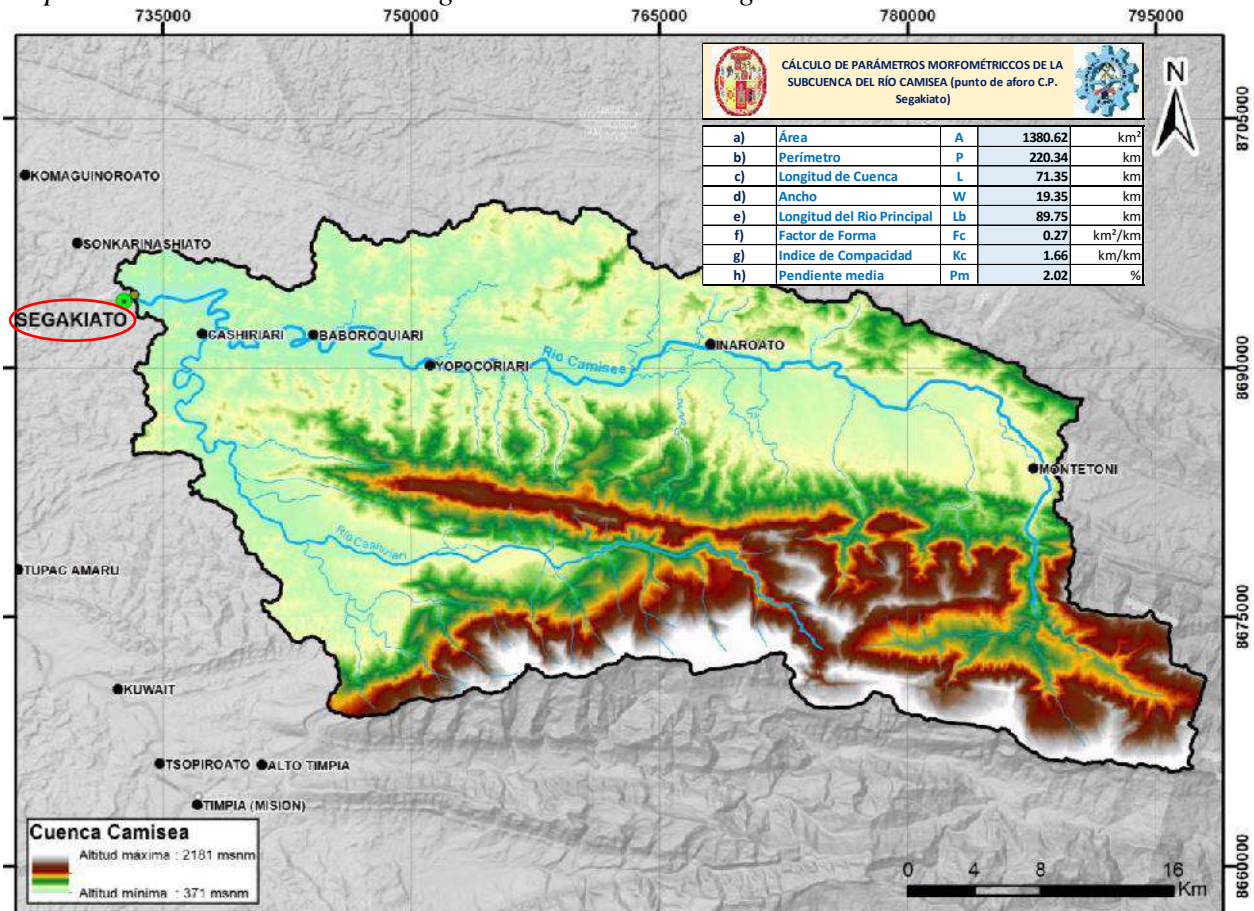 735000 750000 765000 780000 795000
CÁLCULO DE PARÁMETROS MORFOMÉTRICCOS DE LA
SUBCUENCA DEL RÍO CAMISEA (punto de aforo C.P.
Segakiato)
N
a) Área A 1380.62 km²
b) Perímetro P 220.34 km
c) Longitud de Cuenca L 71.35 km
d) Ancho W 19.35 km
e) Longitud del Rio Principal Lb 89.75 km
f) Factor de Forma Fc 0.27 km²/km
g) Indice de Compacidad Kc 1.66 km/km
h) Pendiente media Pm 2.02 %
8705000
KOMAGUINOROATO
SONKARINASHIATO
SEGAKIATO
CASHIRIARI
BABOROQUIARI
INAROATO
Rio Camisea
YOPOCORIARI
8690000
MONTETONI
TUPAC AMARU
8675000
KUWAIT
TSOPIROATO
ALTO TIMPIA
TIMPIA (MISION)
Cuenca Camisea
Altitud máxima : 2181 msnm
Altitud mínima : 371 msnm
0 4 8 16
Km
8660000